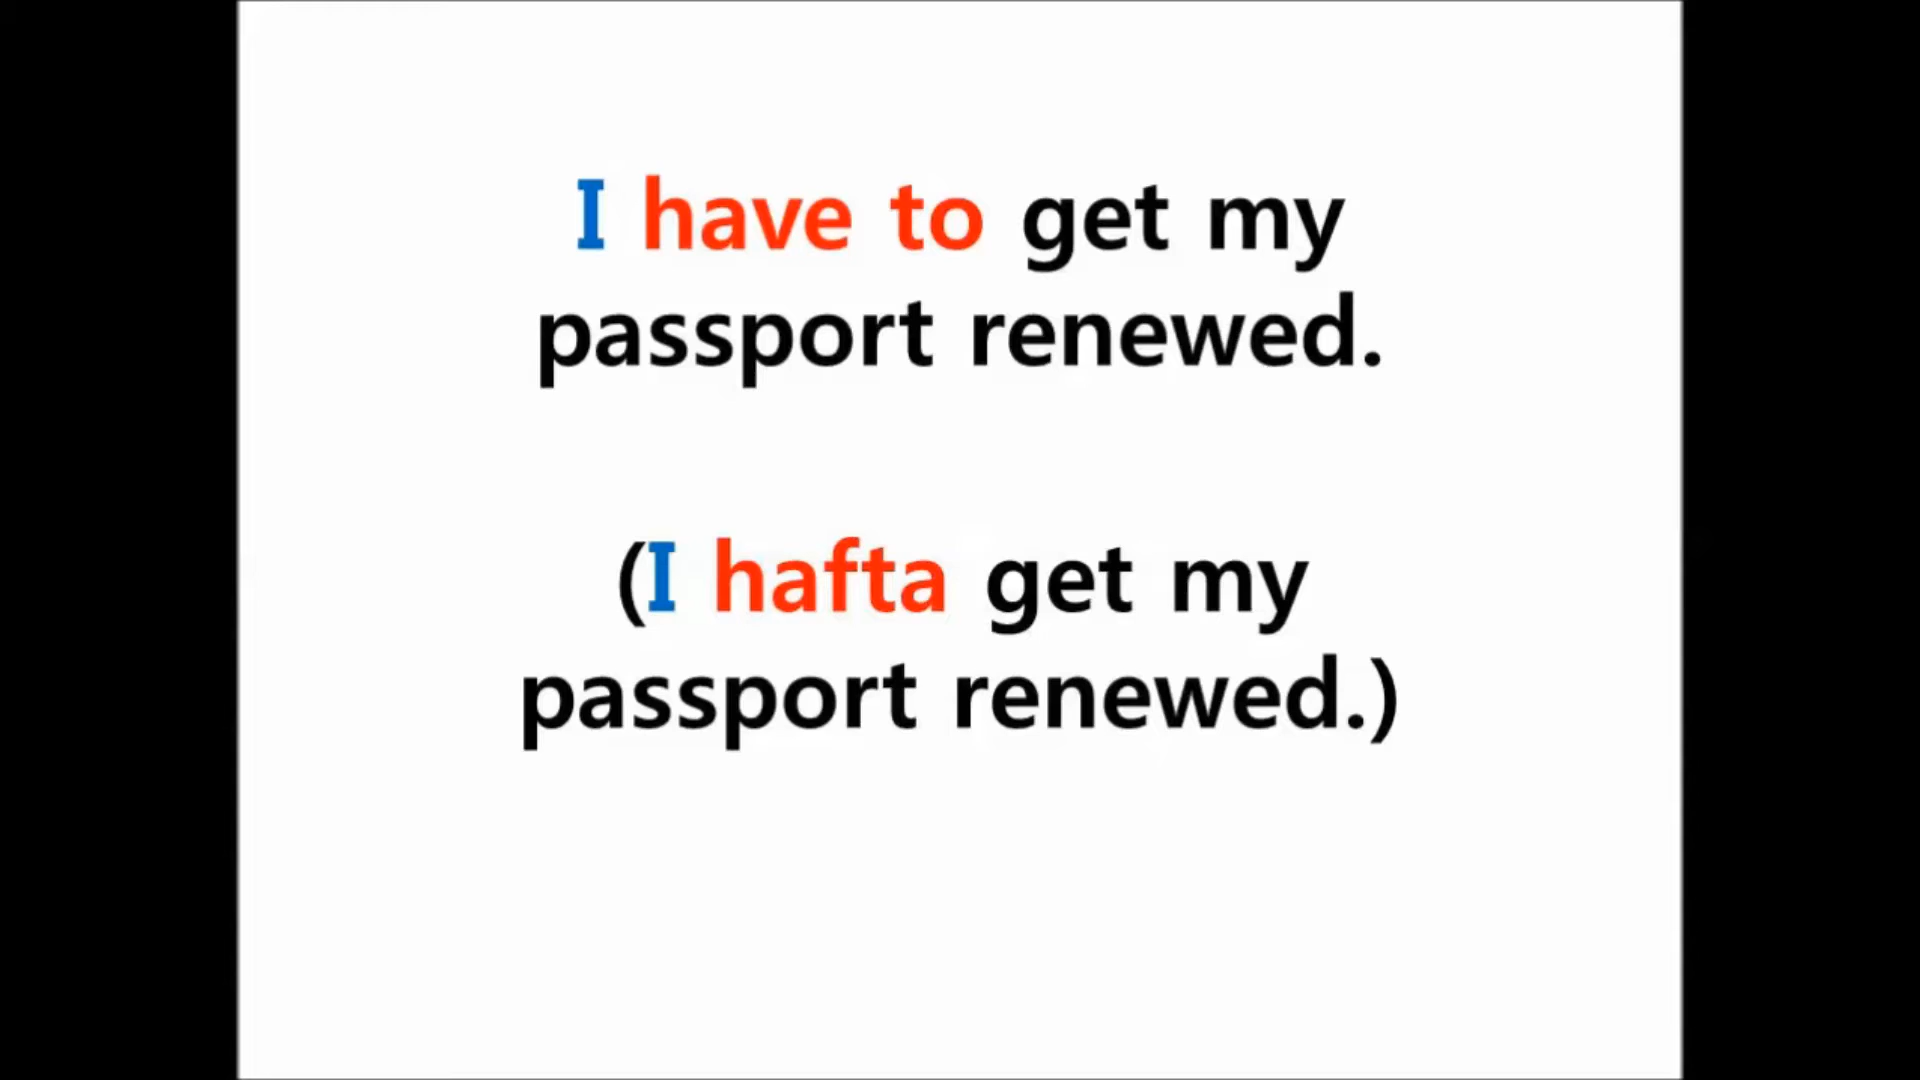 I have to get my
passport renewed.
(I hafta get my
passport renewed.)